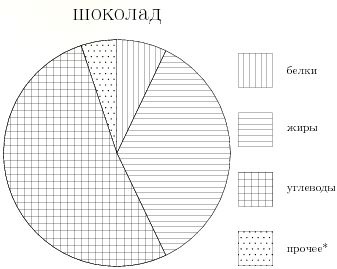 шоколад
белки
жиры
углеводы
прочее*